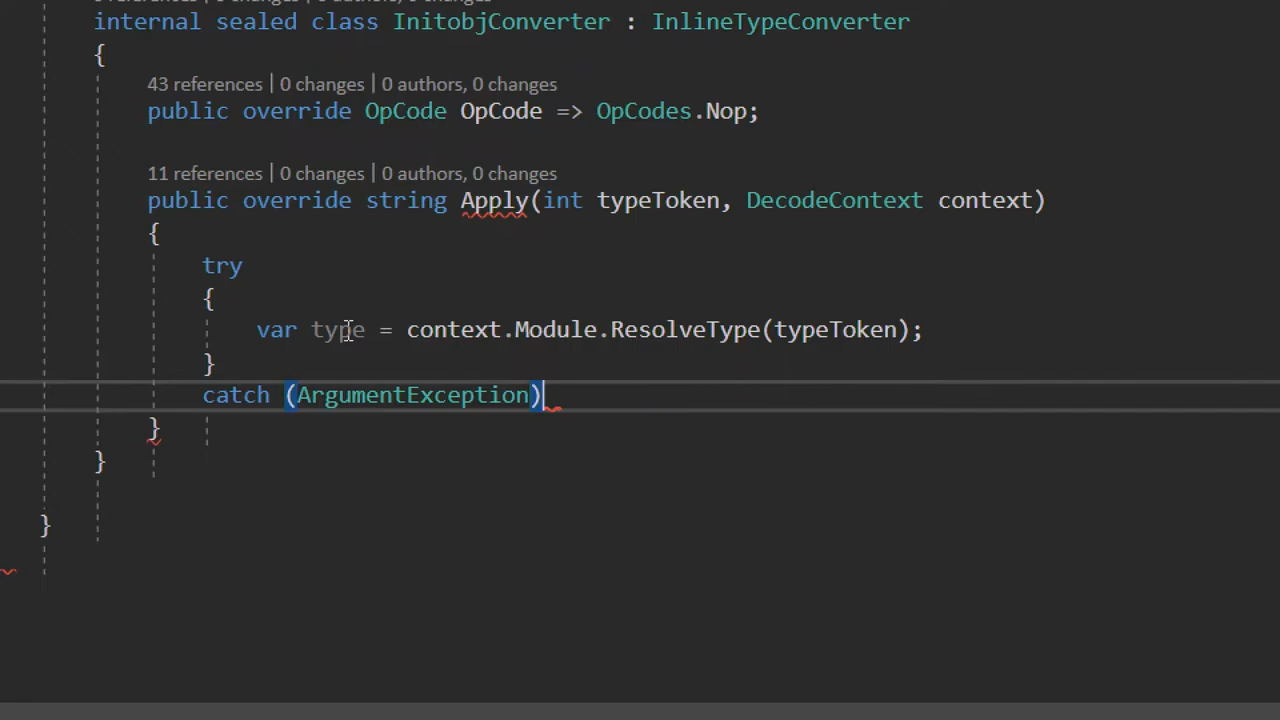 internal sealed class InitobjConverter : InlineTypeConverter
{
43 references | 0 changes | 0 authors, 0 changes
public override OpCode OpCode => OpCodes.Nop;
11 references | 0 changes | 0 authors, 0 changes
public override string Apply(int typeToken, DecodeContext context)
{
try
{
var type = context.Module.ResolveType(typeToken);
}
catch (ArgumentException)
}
}
}